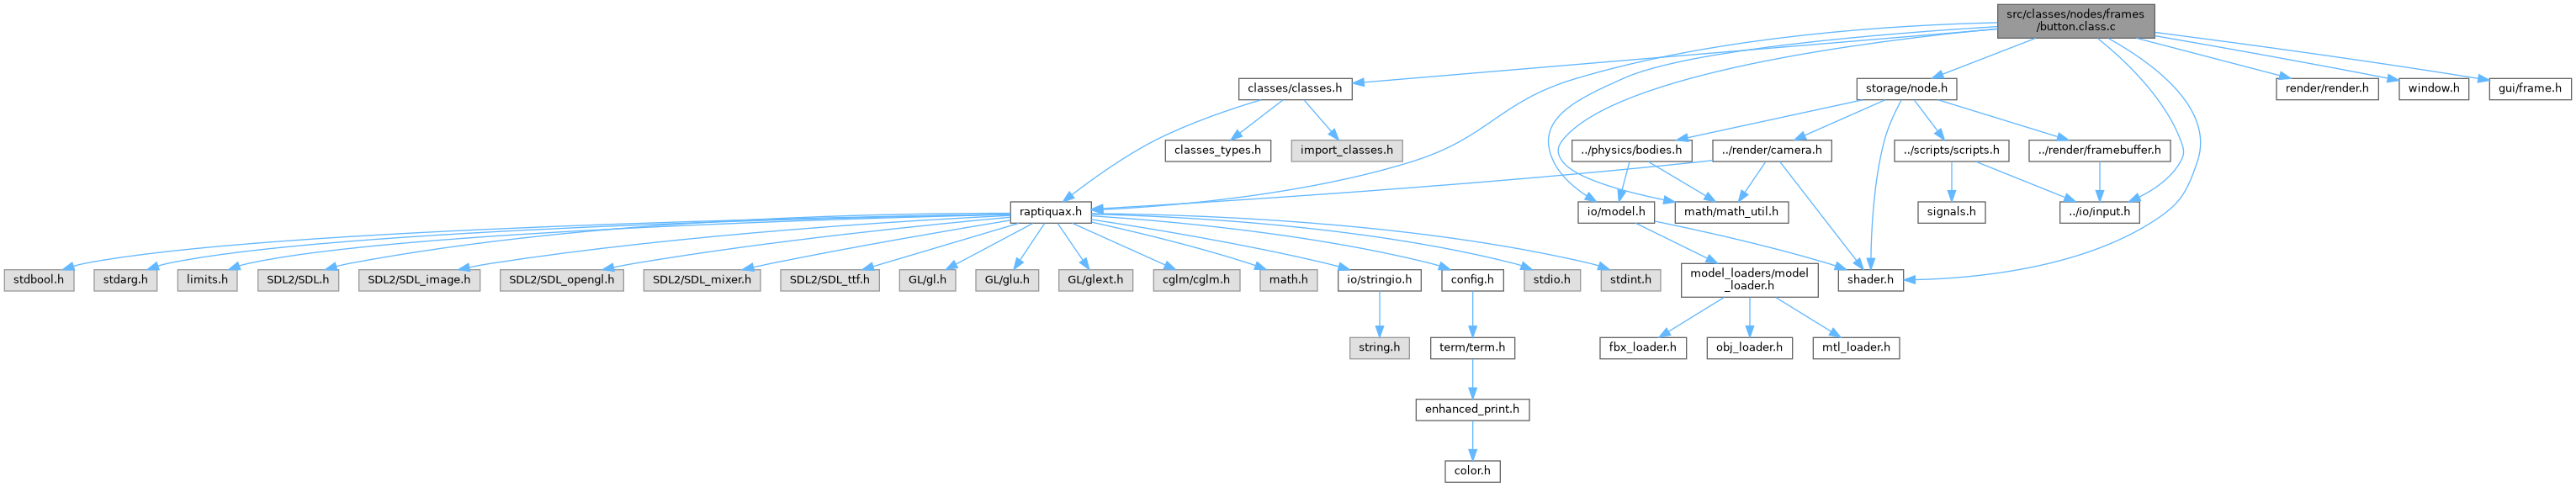 src/classes/nodes/frames
/button.class.c
classes/classes.h
storage/node.h
render/render.h
window.h
gui/frame.h
classes_types.h
import_classes.h
../physics/bodies.h
../render/camera.h
../scripts/scripts.h
../render/framebuffer.h
raptiquax.h
io/model.h
math/math_util.h
signals.h
../io/input.h
stdbool.h
stdarg.h
limits.h
SDL2/SDL.h
SDL2/SDL_image.h
SDL2/SDL_opengl.h
SDL2/SDL_mixer.h
SDL2/SDL_ttf.h
GL/gl.h
GL/glu.h
GL/glext.h
cglm/cglm.h
math.h
io/stringio.h
config.h
stdio.h
stdint.h
model_loaders/model
_loader.h
shader.h
string.h
term/term.h
fbx_loader.h
obj_loader.h
mtl_loader.h
enhanced_print.h
color.h